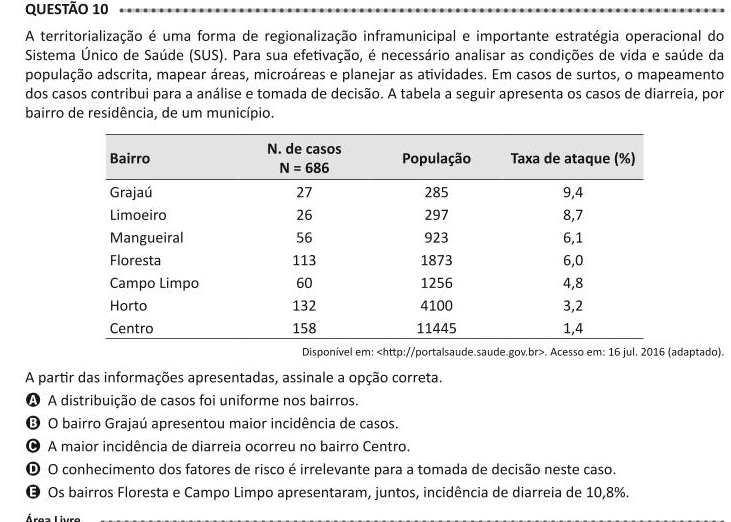 QUESTÃO 10
A territorialização é uma forma de regionalização inframunicipal e importante estratégia operacional do
Sistema Único de Saúde (SUS). Para sua efetivação, é necessário analisar as condições de vida e saúde da
população adscrita, mapear áreas, microáreas e planejar as atividades. Em casos de surtos, o mapeamento
dos casos contribui para a análise e tomada de decisão. A tabela a seguir apresenta os casos de diarreia, por
bairro de residência, de um município.
Bairro N. de casos N = 686 População Taxa de ataque (%)
Grajaú 27 285 9,4
Limoeiro 26 297 8,7
Mangueiral 56 923 6,1
Floresta 113 1873 6,0
Campo Limpo 60 1256 4,8
Horto 132 4100 3,2
Centro 158 11445 1,4
Disponível em: <http://portalsaude.saude.gov.br>. Acesso em: 16 jul. 2016 (adaptado).
A partir das informações apresentadas, assinale a opção correta.
A A distribuição de casos foi uniforme nos bairros.
B O bairro Grajaú apresentou maior incidência de casos.
C A maior incidência de diarreia ocorreu no bairro Centro.
D O conhecimento dos fatores de risco é irrelevante para a tomada de decisão neste caso.
E Os bairros Floresta e Campo Limpo apresentaram, juntos, incidência de diarreia de 10,8%.
Área Livre